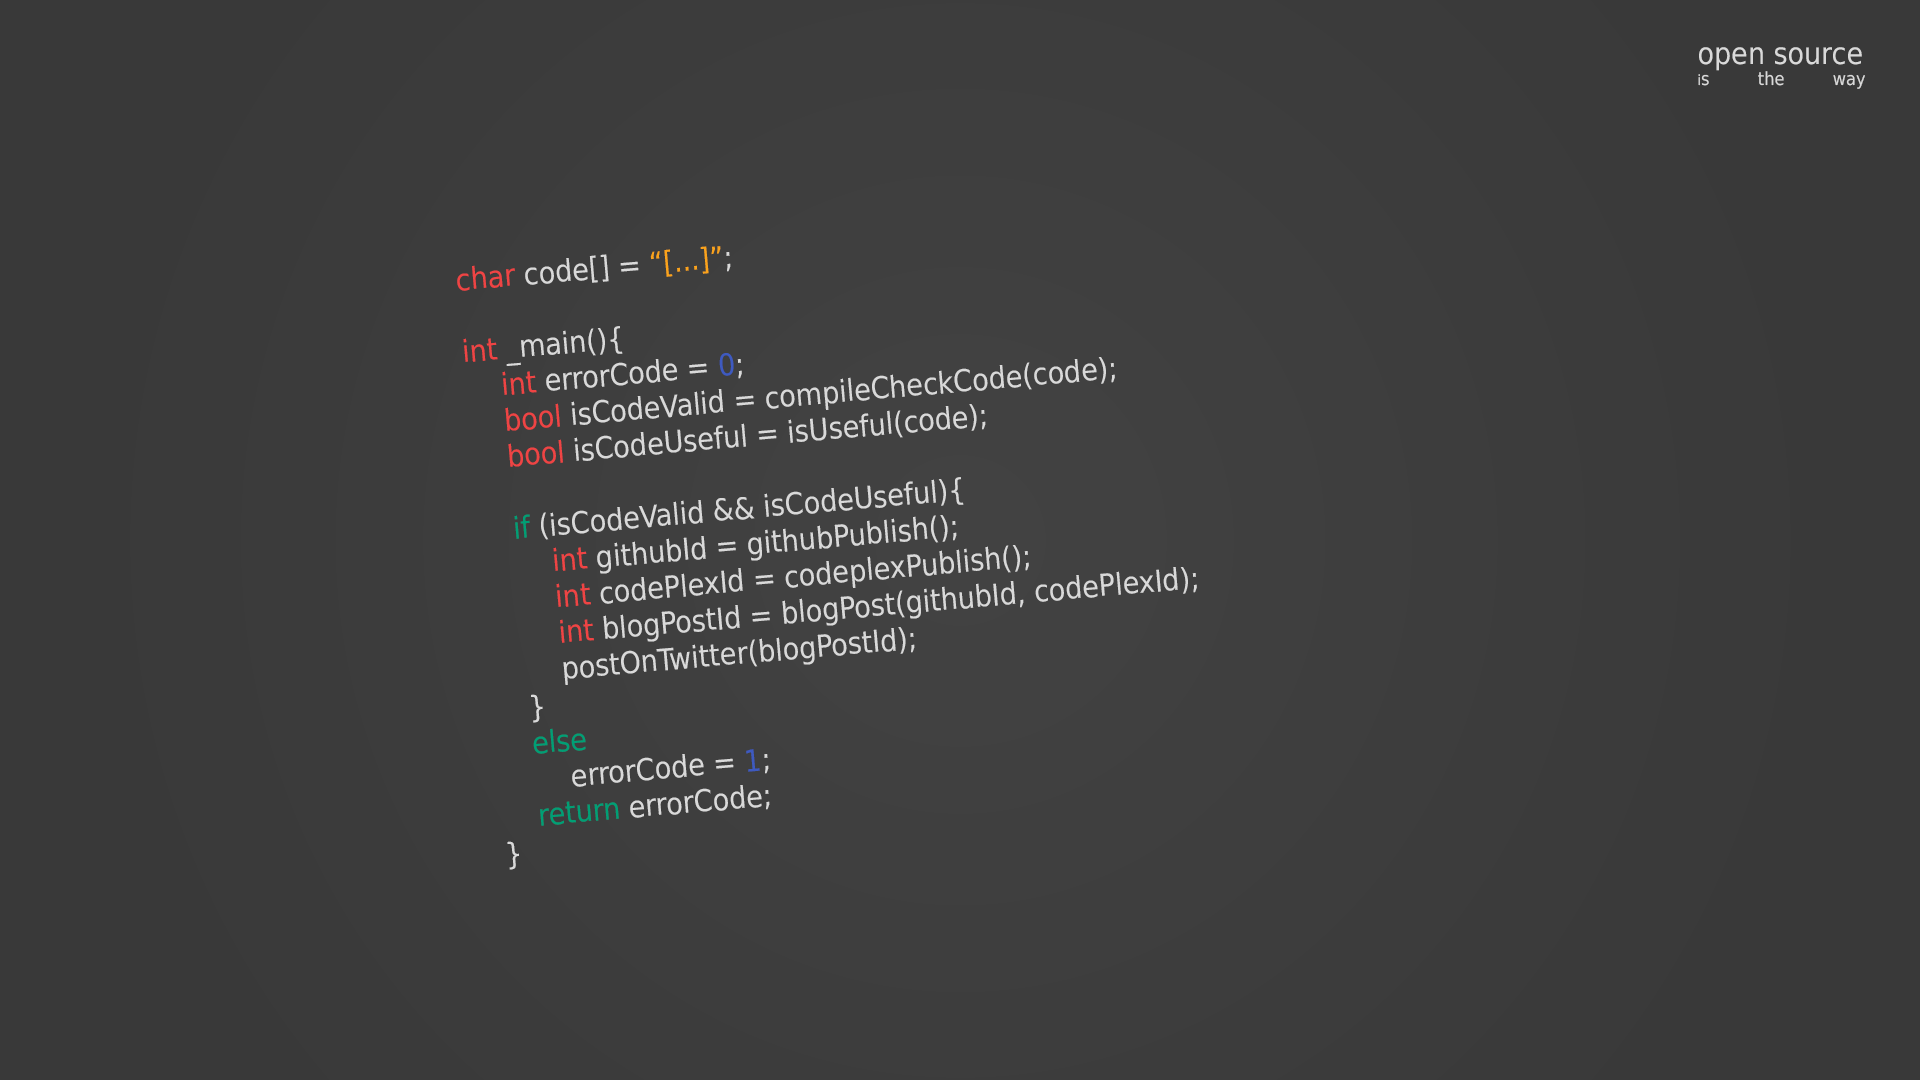 open source
is the way
char code[] = “[...]”;
int _main(){
int errorCode = 0;
bool isCodeValid = compileCheckCode(code);
bool isCodeUseful = isUseful(code);
if (isCodeValid && isCodeUseful){
int githubId = githubPublish();
int codePlexId = codeplexPublish();
int blogPostId = blogPost(githubId, codePlexId);
postOnTwitter(blogPostId);
}
else
errorCode = 1;
return errorCode;
}